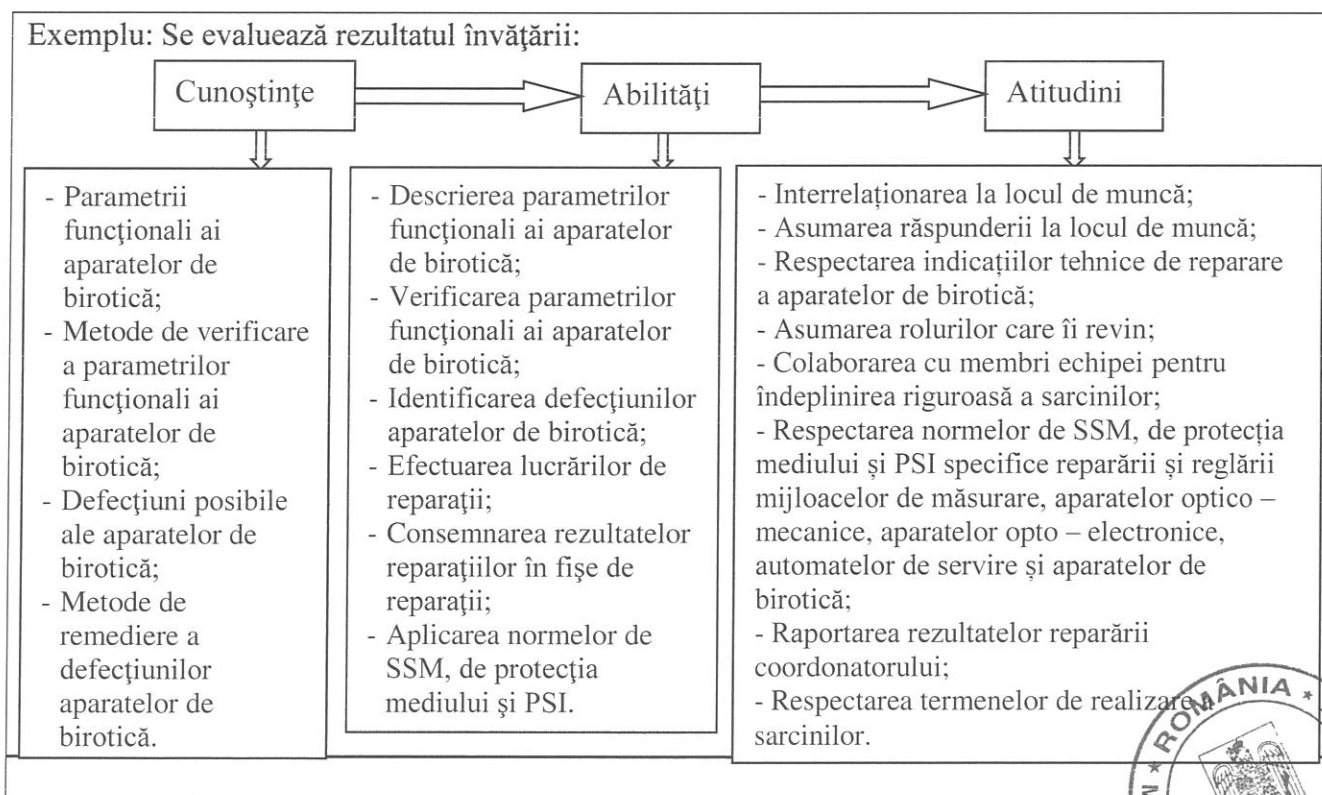 Exemplu: Se evaluează rezultatul învăţării:
Cunoştinţe
Abilităţi
Atitudini
- Parametrii
funcţionali ai
aparatelor de
birotică;
- Metode de verificare
a parametrilor
funcţionali ai
aparatelor de
birotică;
- Defecţiuni posibile
ale aparatelor de
birotică;
- Metode de
remediere a
defecţiunilor
aparatelor de
birotică.
- Descrierea parametrilor
funcţionali ai aparatelor
de birotică;
- Verificarea parametrilor
funcţionali ai aparatelor
de birotică;
- Identificarea defecţiunilor
aparatelor de birotică;
- Efectuarea lucrărilor de
reparaţii;
- Consemnarea rezultatelor
reparaţiilor în fişe de
reparaţii;
- Aplicarea normelor de
SSM, de protecţia
mediului şi PSI.
- Interrelaționarea la locul de muncă;
- Asumarea răspunderii la locul de muncă;
- Respectarea indicațiilor tehnice de reparare
a aparatelor de birotică;
- Asumarea rolurilor care îi revin;
- Colaborarea cu membri echipei pentru
îndeplinirea riguroasă a sarcinilor;
- Respectarea normelor de SSM, de protecția
mediului și PSI specifice reparării și reglării
mijloacelor de măsurare, aparatelor optico –
mecanice, aparatelor opto – electronice,
automatelor de servire și aparatelor de
birotică;
- Raportarea rezultatelor reparării
coordonatorului;
- Respectarea termenelor de realizare a
sarcinilor.
* ROMÂNIA *